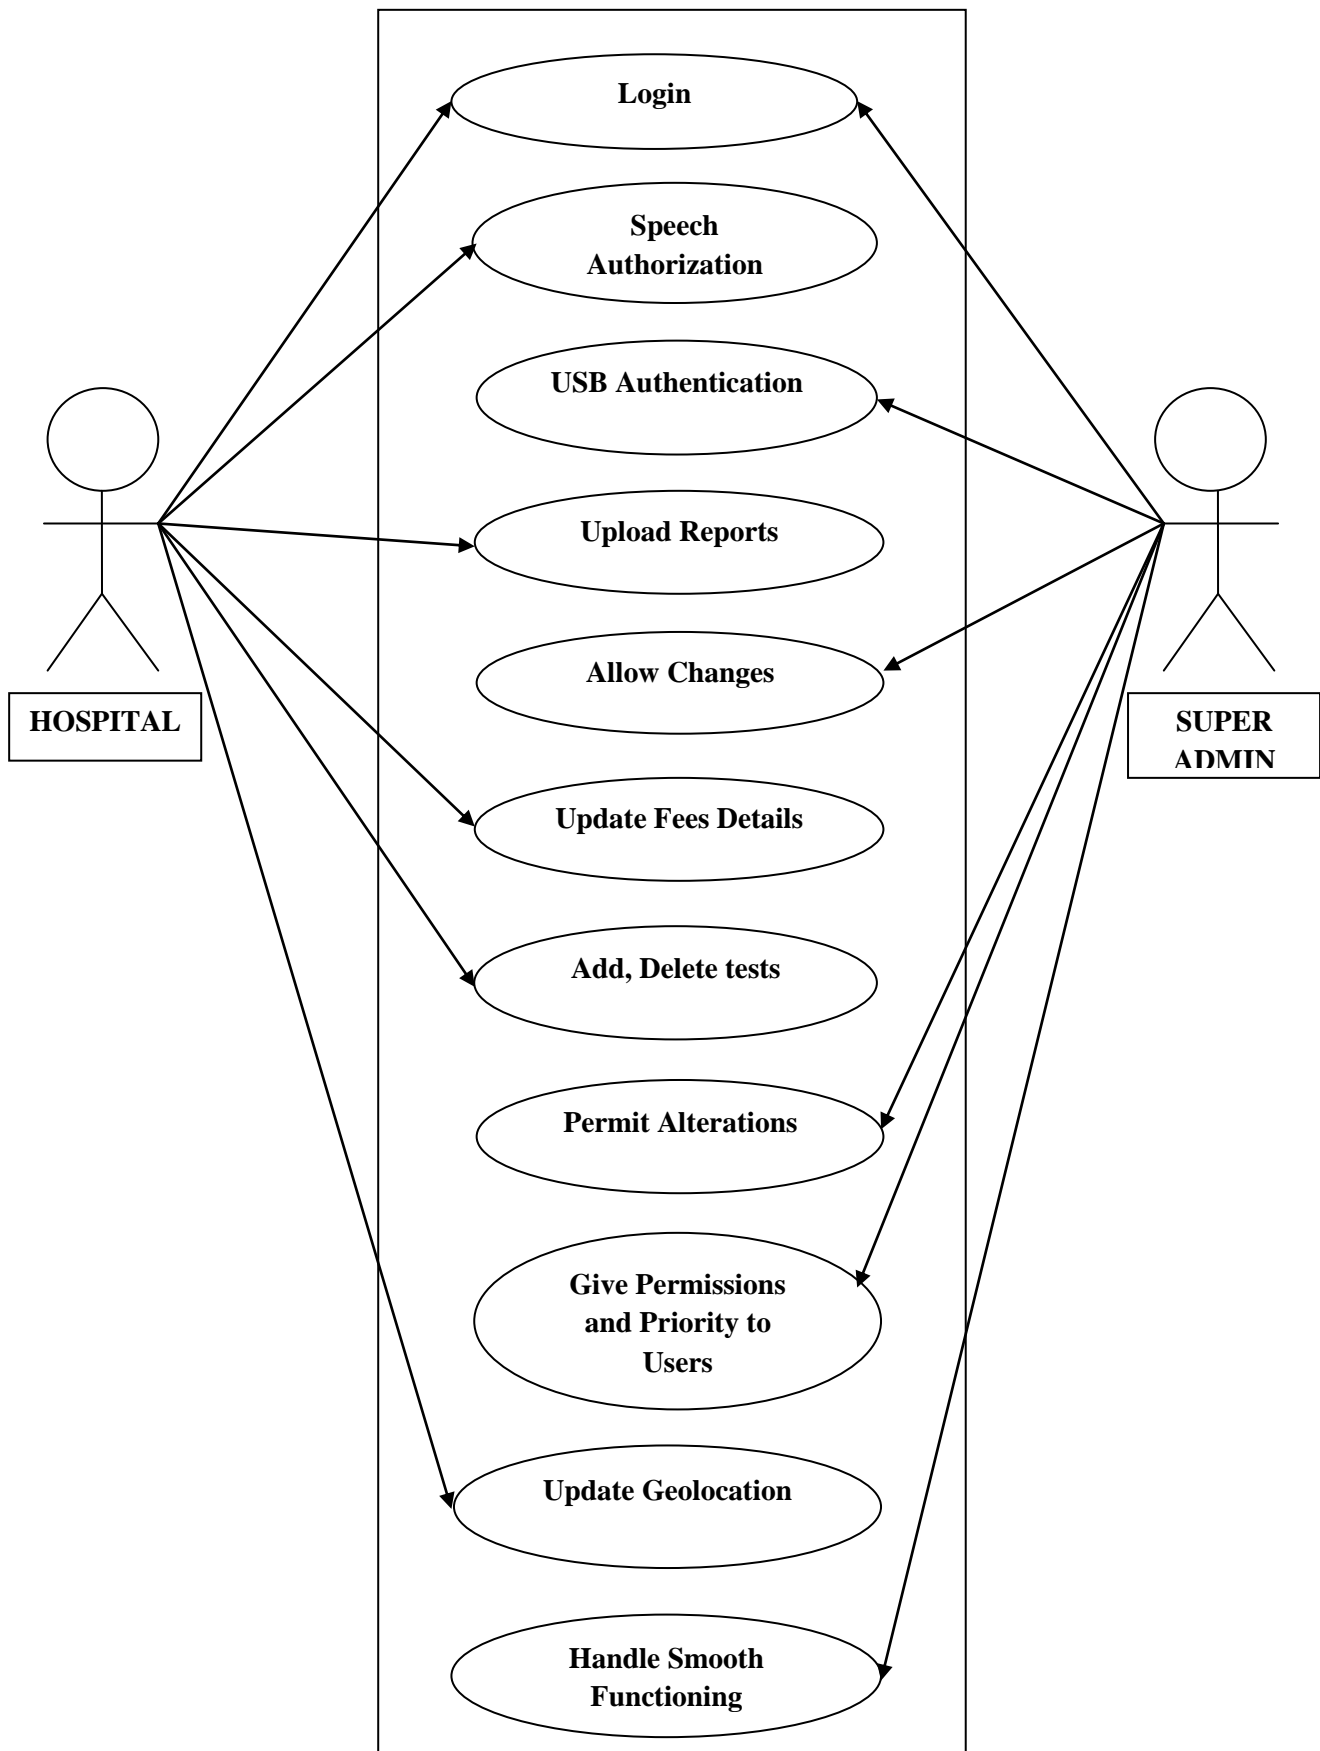 Login
Speech
Authorization
USB Authentication
Upload Reports
Allow Changes
HOSPITAL
SUPER
ADMIN
Update Fees Details
Add, Delete tests
Permit Alterations
Give Permissions
and Priority to
Users
Update Geolocation
Handle Smooth
Functioning